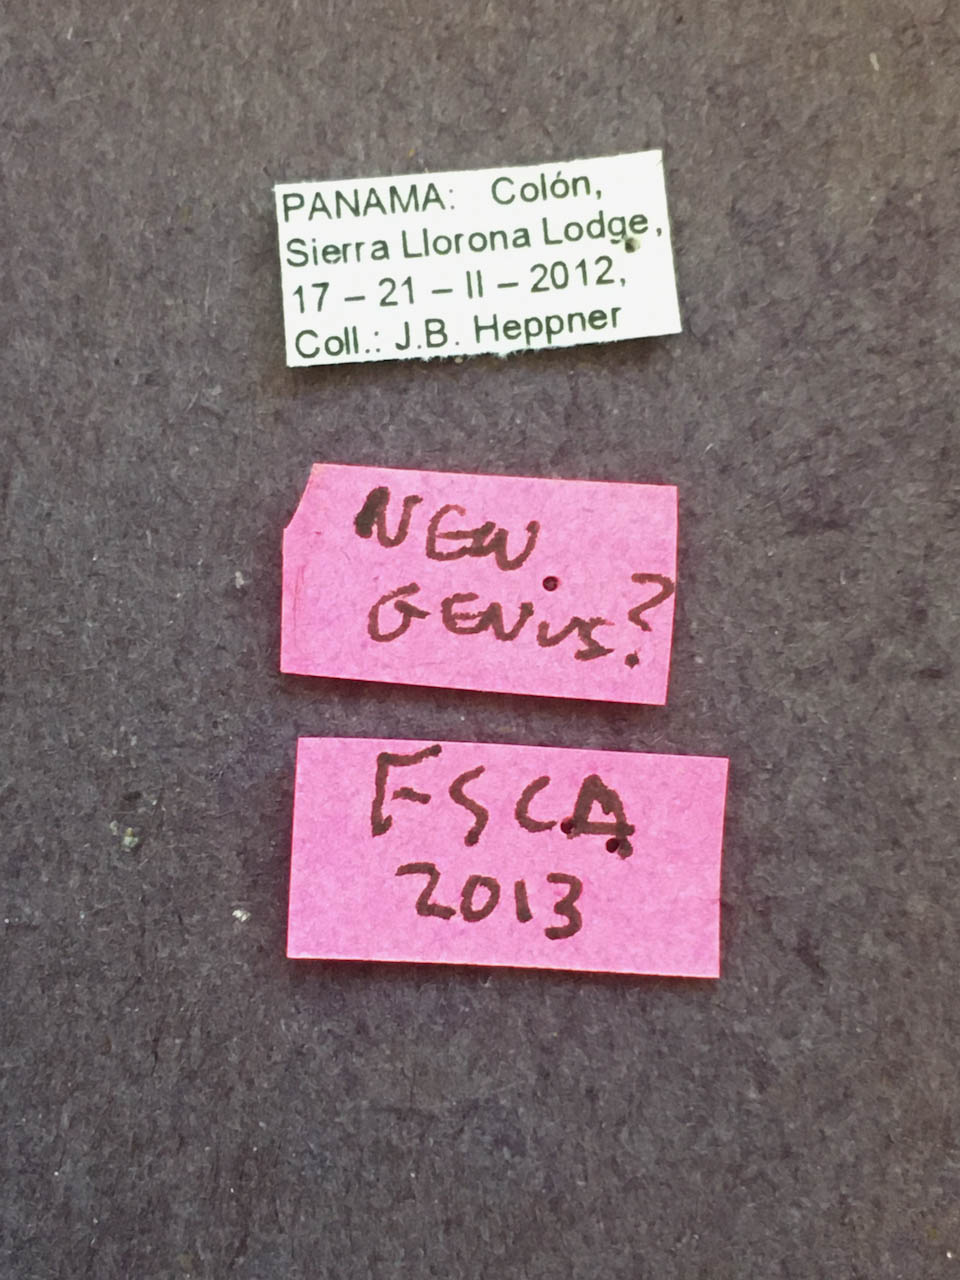 PANAMA: Colón,
Sierra Llorona Lodge,
17 – 21 – II – 2012,
Coll.: J.B. Heppner
NEW
GENUS?
FSCA
2013